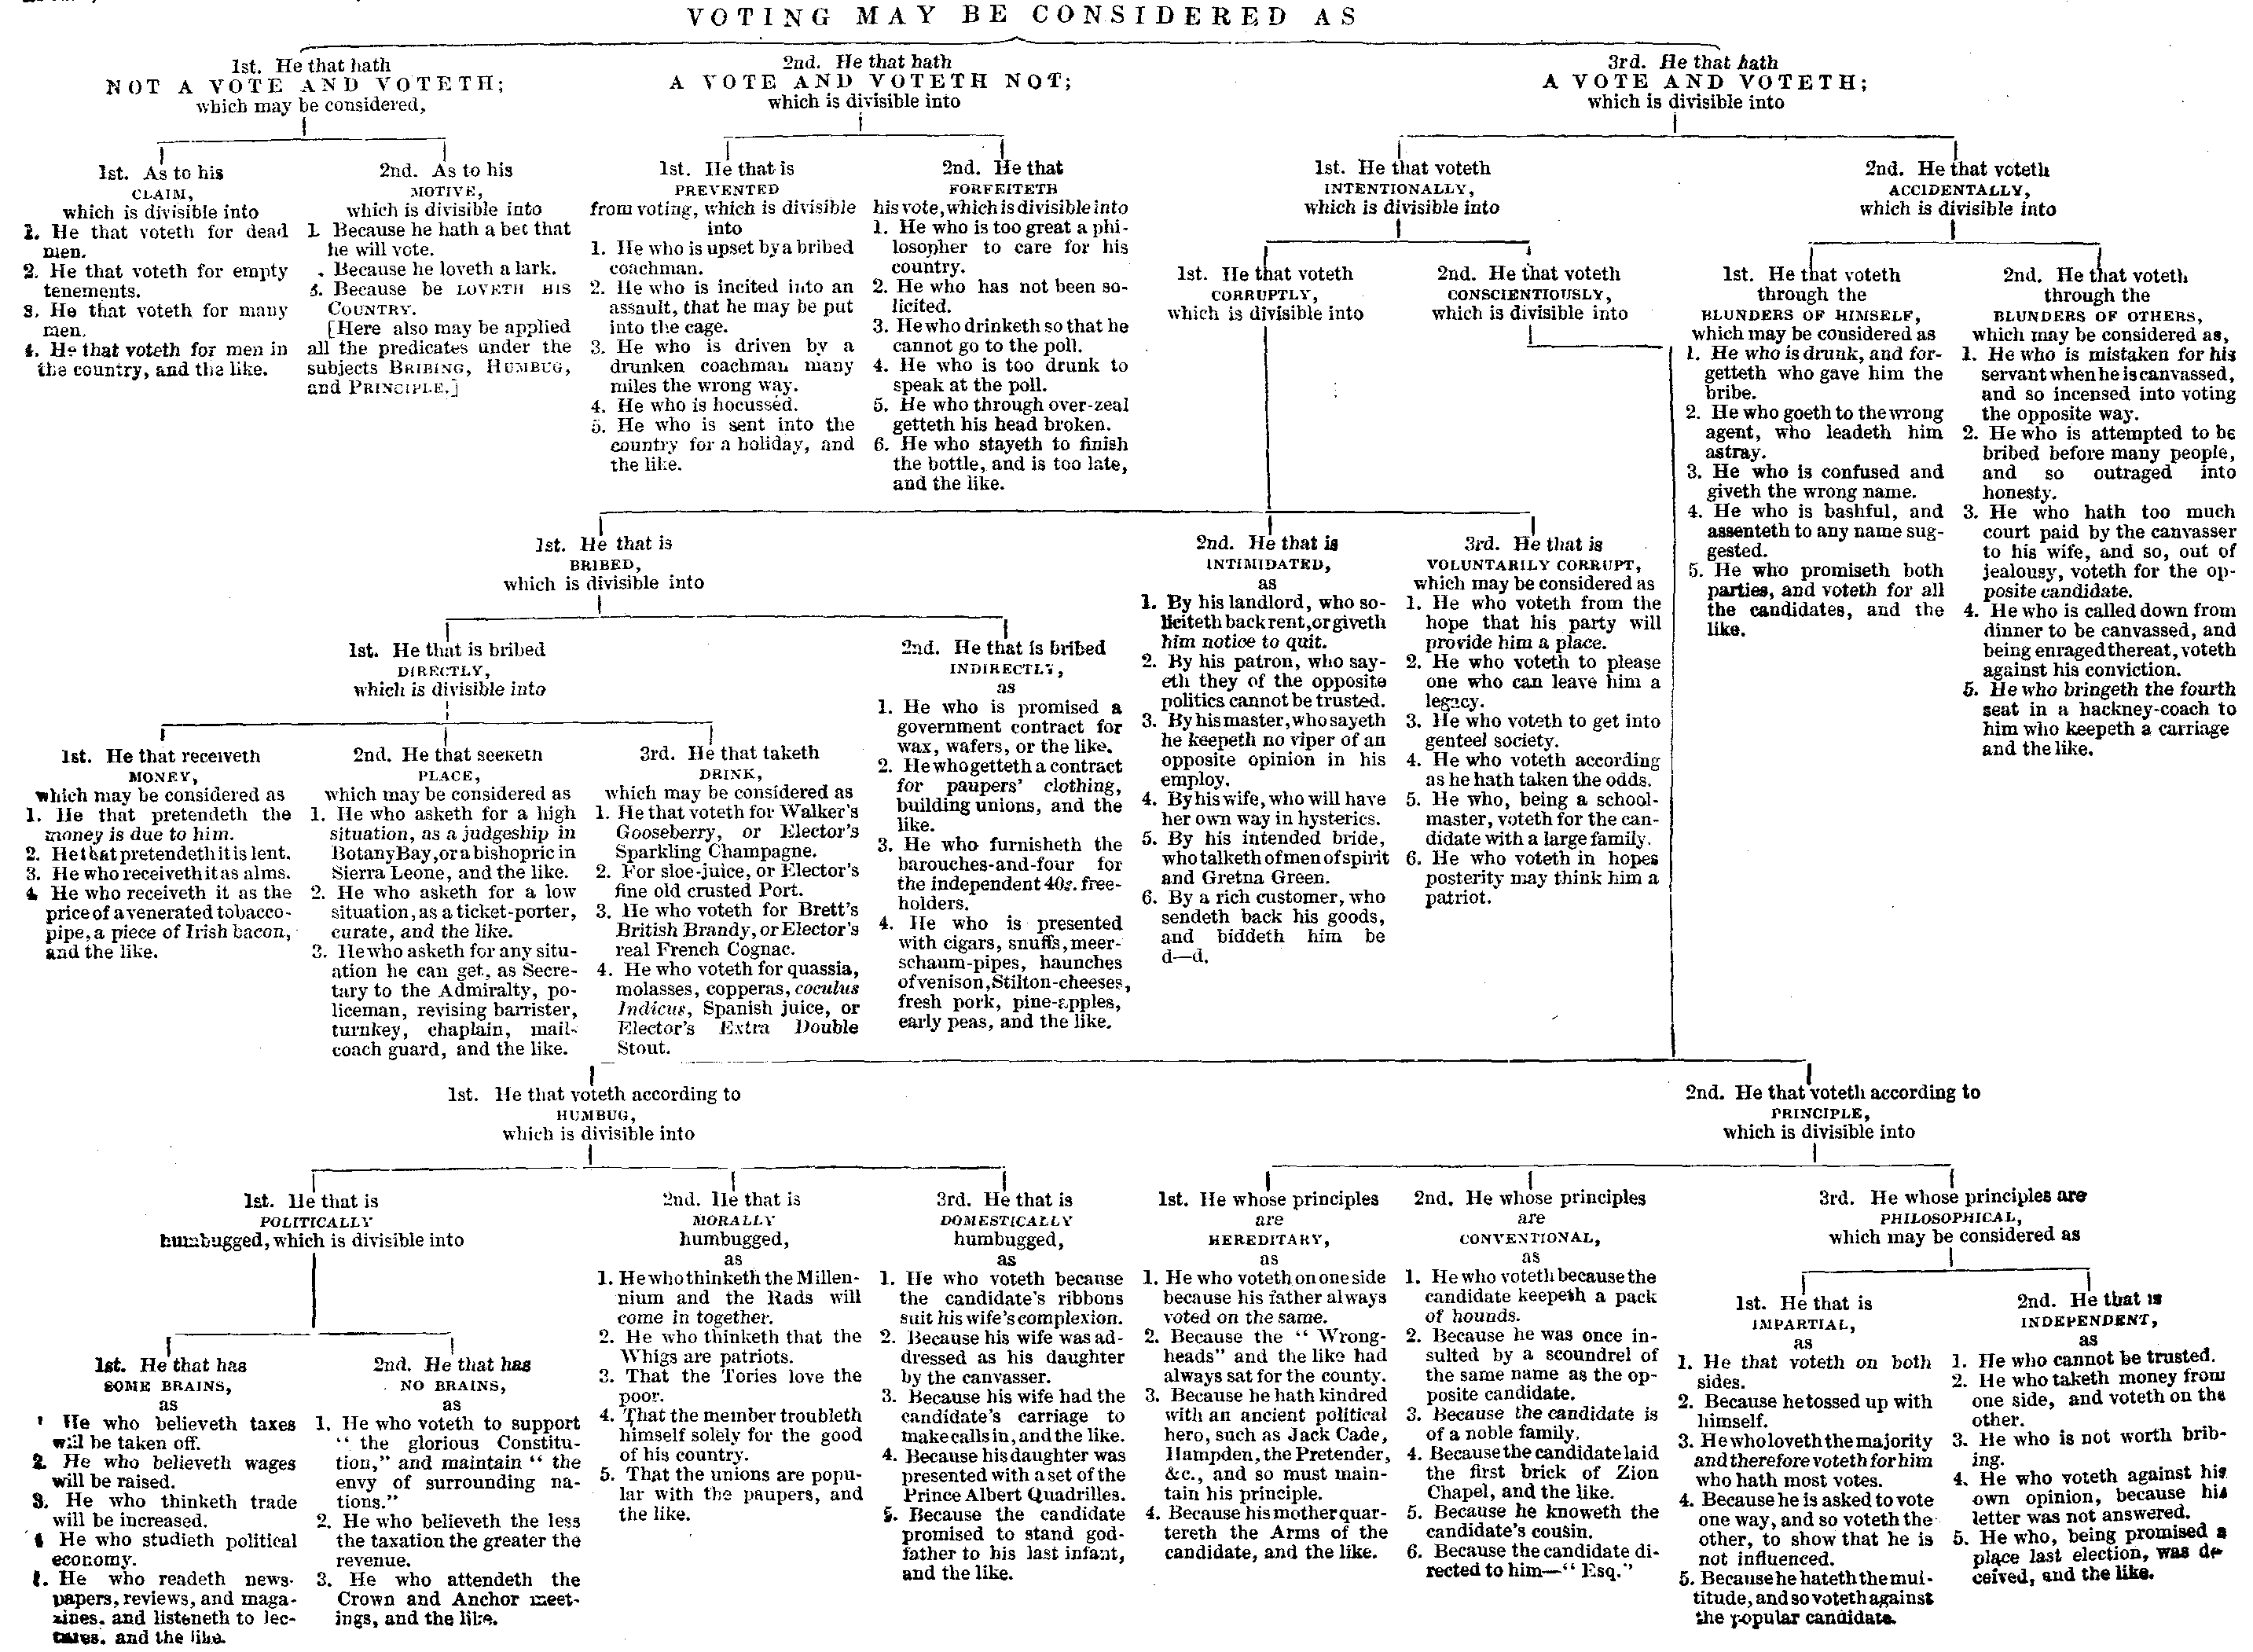 VOTING MAY BE CONSIDERED AS
1st. He that hath
NOT A VOTE AND VOTETH;
which may be considered,
2nd. He that hath
A VOTE AND VOTETH NOT;
which is divisible into
3rd. He that hath
A VOTE AND VOTETH;
which is divisible into
1st. As to his
CLAIM,
which is divisible into
1. He that voteth for dead
men.
2. He that voteth for empty
tenements.
3. He that voteth for many
men.
4. He that voteth for men in
the country, and the like.
2nd. As to his
MOTIVE,
which is divisible into
1. Because he hath a bet that
he will vote.
. Because he loveth a lark.
3. Because be LOVETH HIS
COUNTRY.
[Here also may be applied
all the predicates under the
subjects BRIBING, HUMBUG,
and PRINCIPLE.]
1st. He that is
PREVENTED
from voting, which is divisible
into
1. He who is upset by a bribed
coachman.
2. He who is incited into an
assault, that he may be put
into the cage.
3. He who is driven by a
drunken coachman many
miles the wrong way.
4. He who is hocussed.
5. He who is sent into the
country for a holiday, and
the like.
2nd. He that
FORFEITETH
his vote, which is divisible into
1. He who is too great a phi-
losopher to care for his
country.
2. He who has not been so-
licited.
3. He who drinketh so that he
cannot go to the poll.
4. He who is too drunk to
speak at the poll.
5. He who through over-zeal
getteth his head broken.
6. He who stayeth to finish
the bottle, and is too late,
and the like.
1st. He that voteth
INTENTIONALLY,
which is divisible into
2nd. He that voteth
ACCIDENTALLY,
which is divisible into
1st. He that voteth
CORRUPTLY,
which is divisible into
2nd. He that voteth
CONSCIENTIOUSLY,
which is divisible into
1st. He that voteth
through the
BLUNDERS OF HIMSELF,
which may be considered as
1. He who is drunk, and for-
getteth who gave him the
bribe.
2. He who goeth to the wrong
agent, who leadeth him
astray.
3. He who is confused and
giveth the wrong name.
4. He who is bashful, and
assenteth to any name sug-
gested.
5. He who promiseth both
parties, and voteth for all
the candidates, and the
like.
2nd. He that voteth
through the
BLUNDERS OF OTHERS,
which may be considered as,
1. He who is mistaken for his
servant when he is canvassed,
and so incensed into voting
the opposite way.
2. He who is attempted to be
bribed before many people,
and so outraged into
honesty.
3. He who hath too much
court paid by the canvasser
to his wife, and so, out of
jealousy, voteth for the op-
posite candidate.
4. He who is called down from
dinner to be canvassed, and
being enraged thereat, voteth
against his conviction.
5. He who bringeth the fourth
seat in a hackney-coach to
him who keepeth a carriage
and the like.
1st. He that is
BRIBED,
which is divisible into
2nd. He that is
INTIMIDATED,
as
1. By his landlord, who so-
liciteth back rent, or giveth
him notice to quit.
2. By his patron, who say-
eth they of the opposite
politics cannot be trusted.
3. By his master, who sayeth
he keepeth no viper of an
opposite opinion in his
employ.
4. By his wife, who will have
her own way in hysterics.
5. By his intended bride,
who talketh of men of spirit
and Gretna Green.
6. By a rich customer, who
sendeth back his goods,
and biddeth him be
d—d.
3rd. He that is
VOLUNTARILY CORRUPT,
which may be considered as
1. He who voteth from the
hope that his party will
provide him a place.
2. He who voteth to please
one who can leave him a
legacy.
3. He who voteth to get into
genteel society.
4. He who voteth according
as he hath taken the odds.
5. He who, being a school-
master, voteth for the can-
didate with a large family.
6. He who voteth in hopes
posterity may think him a
patriot.
1st. He that is bribed
DIRECTLY,
which is divisible into
2nd. He that is bribed
INDIRECTLY,
as
1. He who is promised a
government contract for
wax, wafers, or the like.
2. He who getteth a contract
for paupers' clothing,
building unions, and the
like.
3. He who furnisheth the
barouches-and-four for
the independent 40s. free-
holders.
4. He who is presented
with cigars, snuffs, meer-
schaum-pipes, haunches
of venison, Stilton-cheeses,
fresh pork, pine-apples,
early peas, and the like.
1st. He that receiveth
MONEY,
which may be considered as
1. He that pretendeth the
money is due to him.
2. He that pretendeth it is lent.
3. He who receiveth it as alms.
4 He who receiveth it as the
price of a venerated tobacco-
pipe, a piece of Irish bacon,
and the like.
2nd. He that seeketh
PLACE,
which may be considered as
1. He who asketh for a high
situation, as a judgeship in
Botany Bay, or a bishopric in
Sierra Leone, and the like.
2. He who asketh for a low
situation, as a ticket-porter,
curate, and the like.
3. He who asketh for any situ-
ation he can get, as Secre-
tary to the Admiralty, po-
liceman, revising barrister,
turnkey, chaplain, mail-
coach guard, and the like.
3rd. He that taketh
DRINK,
which may be considered as
1. He that voteth for Walker's
Gooseberry, or Elector's
Sparkling Champagne.
2. For sloe-juice, or Elector's
fine old crusted Port.
3. He who voteth for Brett's
British Brandy, or Elector's
real French Cognac.
4. He who voteth for quassia,
molasses, copperas, coculus
Indicus, Spanish juice, or
Elector's Extra Double
Stout.
1st. He that voteth according to
HUMBUG,
which is divisible into
2nd. He that voteth according to
PRINCIPLE,
which is divisible into
1st. He that is
POLITICALLY
humbugged, which is divisible into
2nd. He that is
MORALLY
humbugged,
as
1. He who thinketh the Millen-
nium and the Rads will
come in together.
2. He who thinketh that the
Whigs are patriots.
3. That the Tories love the
poor.
4. That the member troubleth
himself solely for the good
of his country.
5. That the unions are popu-
lar with the paupers, and
the like.
3rd. He that is
DOMESTICALLY
humbugged,
as
1. He who voteth because
the candidate's ribbons
suit his wife's complexion.
2. Because his wife was ad-
dressed as his daughter
by the canvasser.
3. Because his wife had the
candidate's carriage to
make calls in, and the like.
4. Because his daughter was
presented with a set of the
Prince Albert Quadrilles.
5. Because the candidate
promised to stand god-
father to his last infant,
and the like.
1st. He whose principles
are
HEREDITARY,
as
1. He who voteth on one side
because his father always
voted on the same.
2. Because the "Wrong-
heads" and the like had
always sat for the county.
3. Because he hath kindred
with an ancient political
hero, such as Jack Cade,
Hampden, the Pretender,
&c., and so must main-
tain his principle.
4. Because his mother quar-
tereth the Arms of the
candidate, and the like.
2nd. He whose principles
are
CONVENTIONAL,
as
1. He who voteth because the
candidate keepeth a pack
of hounds.
2. Because he was once in-
sulted by a scoundrel of
the same name as the op-
posite candidate.
3. Because the candidate is
of a noble family.
4. Because the candidate laid
the first brick of Zion
Chapel, and the like.
5. Because he knoweth the
candidate's cousin.
6. Because the candidate di-
rected to him—"Esq."
3rd. He whose principles are
PHILOSOPHICAL,
which may be considered as
1st. He that is
IMPARTIAL,
as
1. He that voteth on both
sides.
2. Because he tossed up with
himself.
3. He who loveth the majority
and therefore voteth for him
who hath most votes.
4. Because he is asked to vote
one way, and so voteth the
other, to show that he is
not influenced.
5. Because he hateth the mul-
titude, and so voteth against
the popular candidate.
2nd. He that is
INDEPENDENT,
as
1. He who cannot be trusted.
2. He who taketh money from
one side, and voteth on the
other.
3. He who is not worth brib-
ing.
4. He who voteth against his
own opinion, because his
letter was not answered.
5. He who, being promised a
place last election, was de-
ceived, and the like.
1st. He that has
SOME BRAINS,
as
He who believeth taxes
will be taken off.
2. He who believeth wages
will be raised.
3. He who thinketh trade
will be increased.
4 He who studieth political
economy.
He who readeth news-
papers, reviews, and maga-
zines, and listeneth to lec-
tures, and the like.
2nd. He that has
NO BRAINS,
as
1. He who voteth to support
"the glorious Constitu-
tion," and maintain "the
envy of surrounding na-
tions."
2. He who believeth the less
the taxation the greater the
revenue.
3. He who attendeth the
Crown and Anchor meet-
ings, and the like.